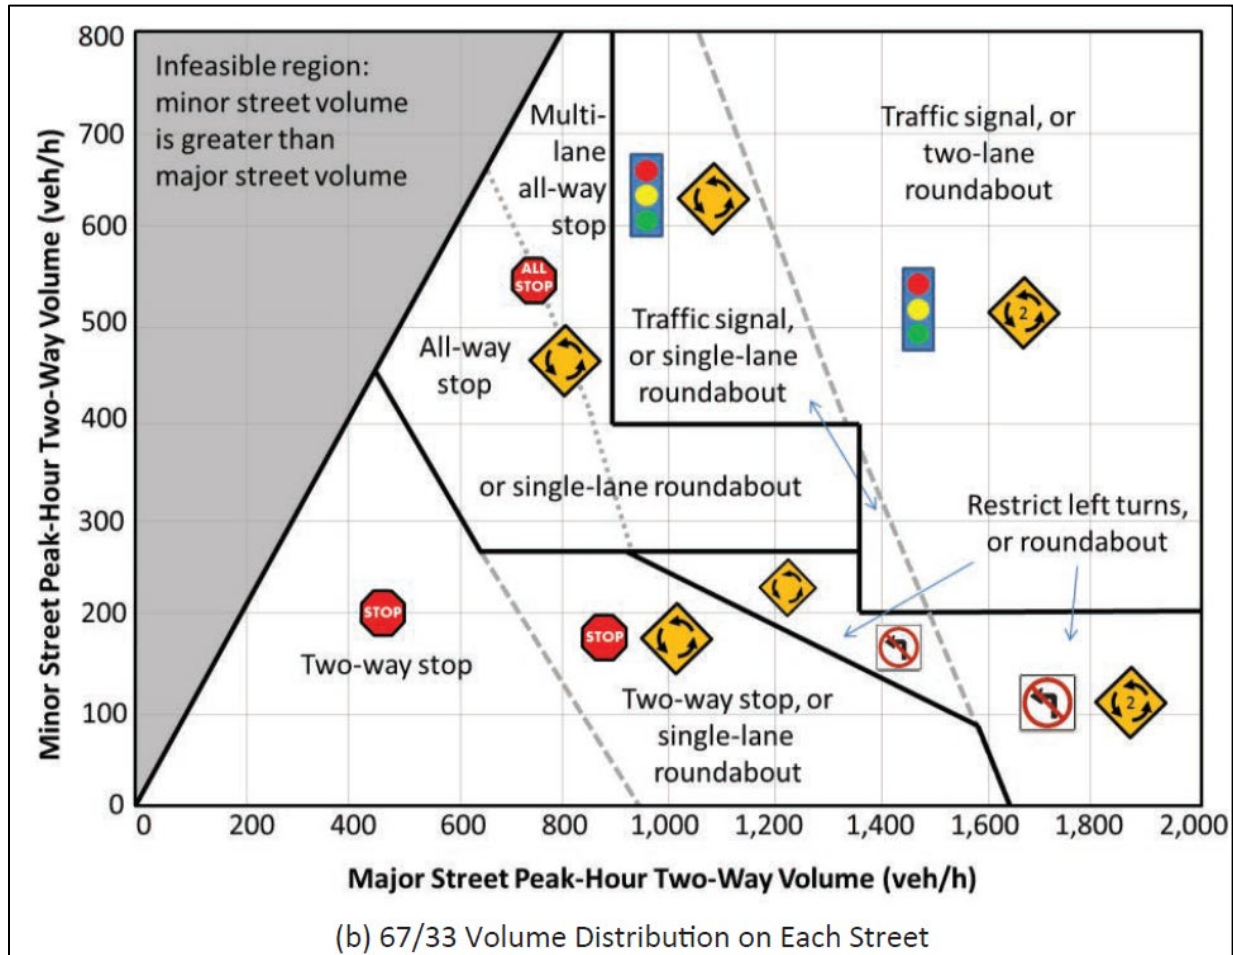 800
700
600
500
400
300
200
100
0
Minor Street Peak-Hour Two-Way Volume (veh/h)
Infeasible region:
minor street volume
is greater than
major street volume
Multi-
lane
all-way
stop
Traffic signal, or
two-lane
roundabout
ALL
STOP
2
Traffic signal,
or single-lane
roundabout
All-way
stop
or single-lane roundabout
Restrict left turns,
or roundabout
STOP
Two-way stop
STOP
Two-way stop, or
single-lane
roundabout
2
0
200
400
600
800
1,000
1,200
1,400
1,600
1,800
2,000
Major Street Peak-Hour Two-Way Volume (veh/h)
(b) 67/33 Volume Distribution on Each Street